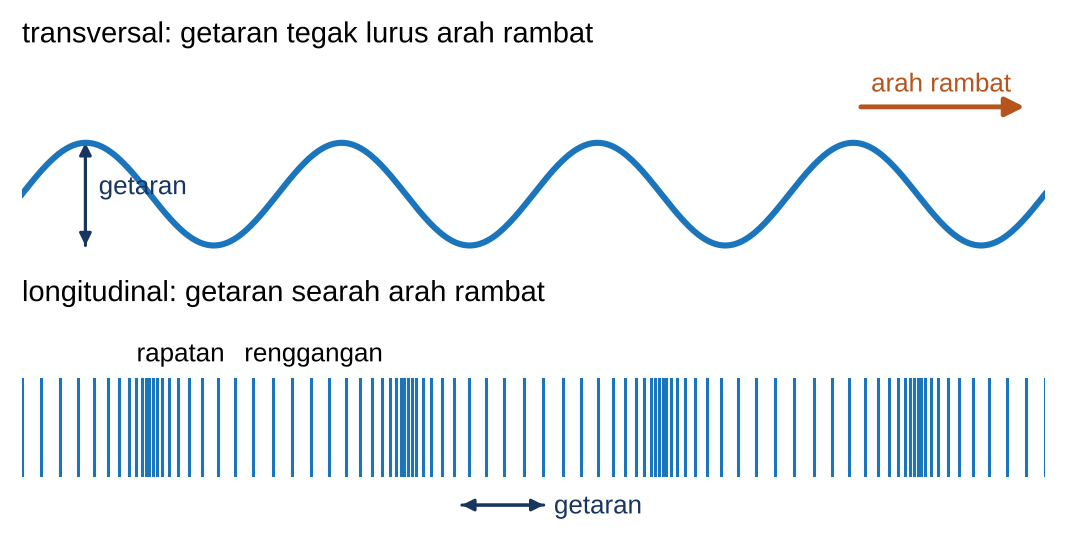 transversal: getaran tegak lurus arah rambat
arah rambat
getaran
longitudinal: getaran searah arah rambat
rapatan renggangan
getaran